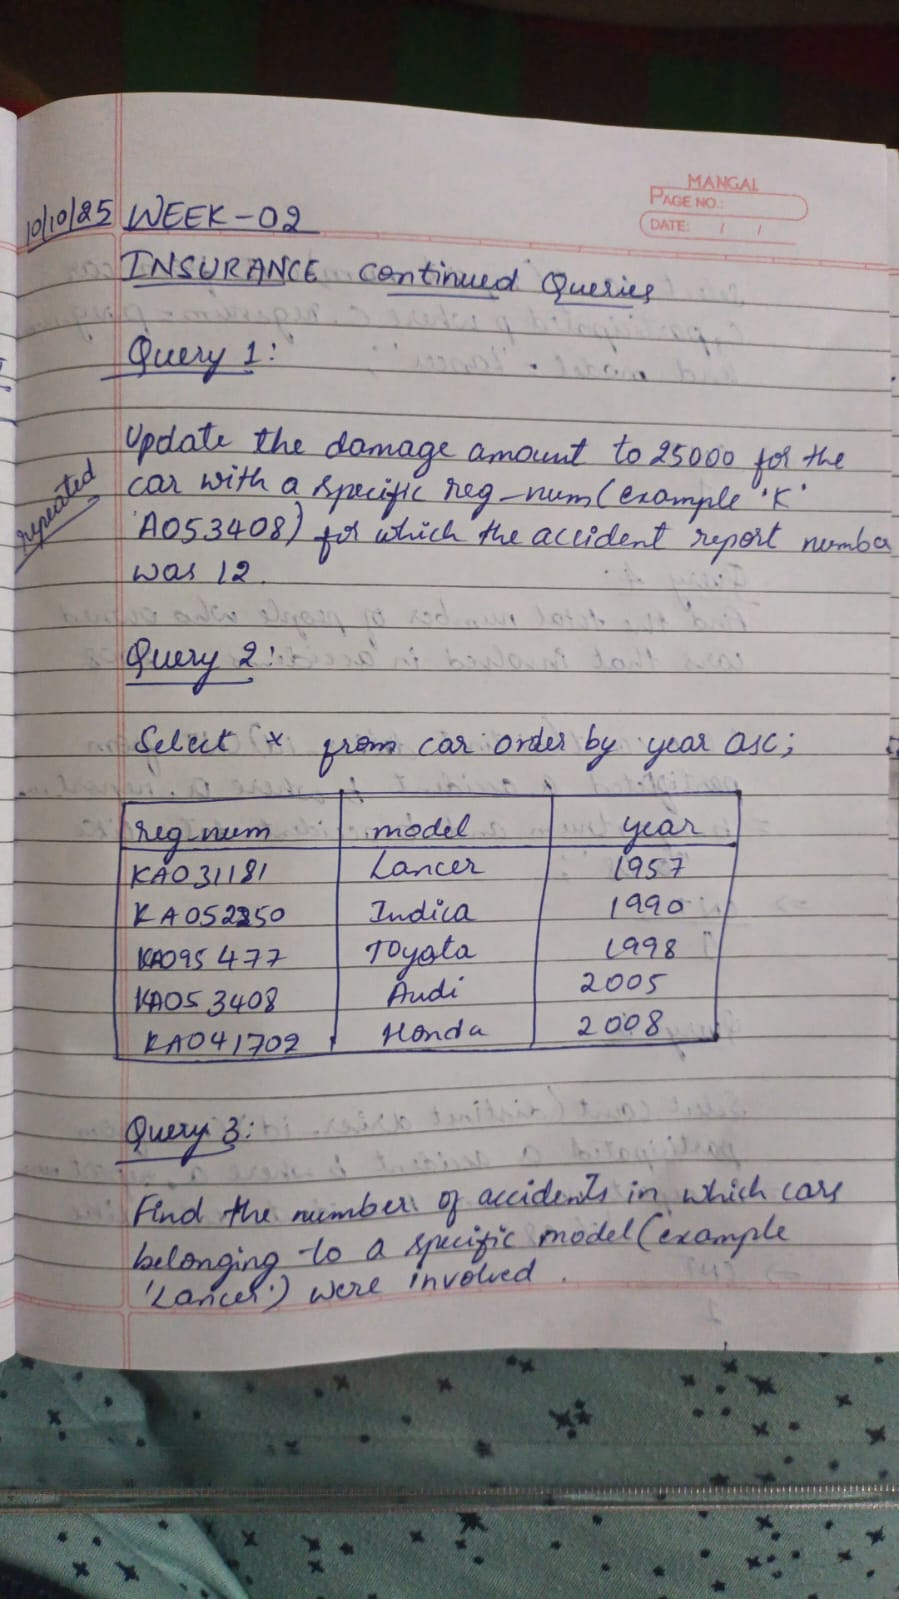 MANGAL
PAGE NO.:
DATE: / /
10/10/25 WEEK-02
INSURANCE Continued Queries
Query 1:
Update the damage amount to 25000 for the
car with a specific reg-num (example 'K'
'A053408) for which the accident report number
was 12.
repeated
Query 2:
Select * from car order by year asc;
reg num model year
KA031181 Lancer 1957
KA052250 Indica 1990
KA095477 Toyota 1998
KA053408 Audi 2005
KA041702 Honda 2008
Query 3:
Find the number of accidents in which cars
belonging to a specific model (example
'Lancer') were involved.